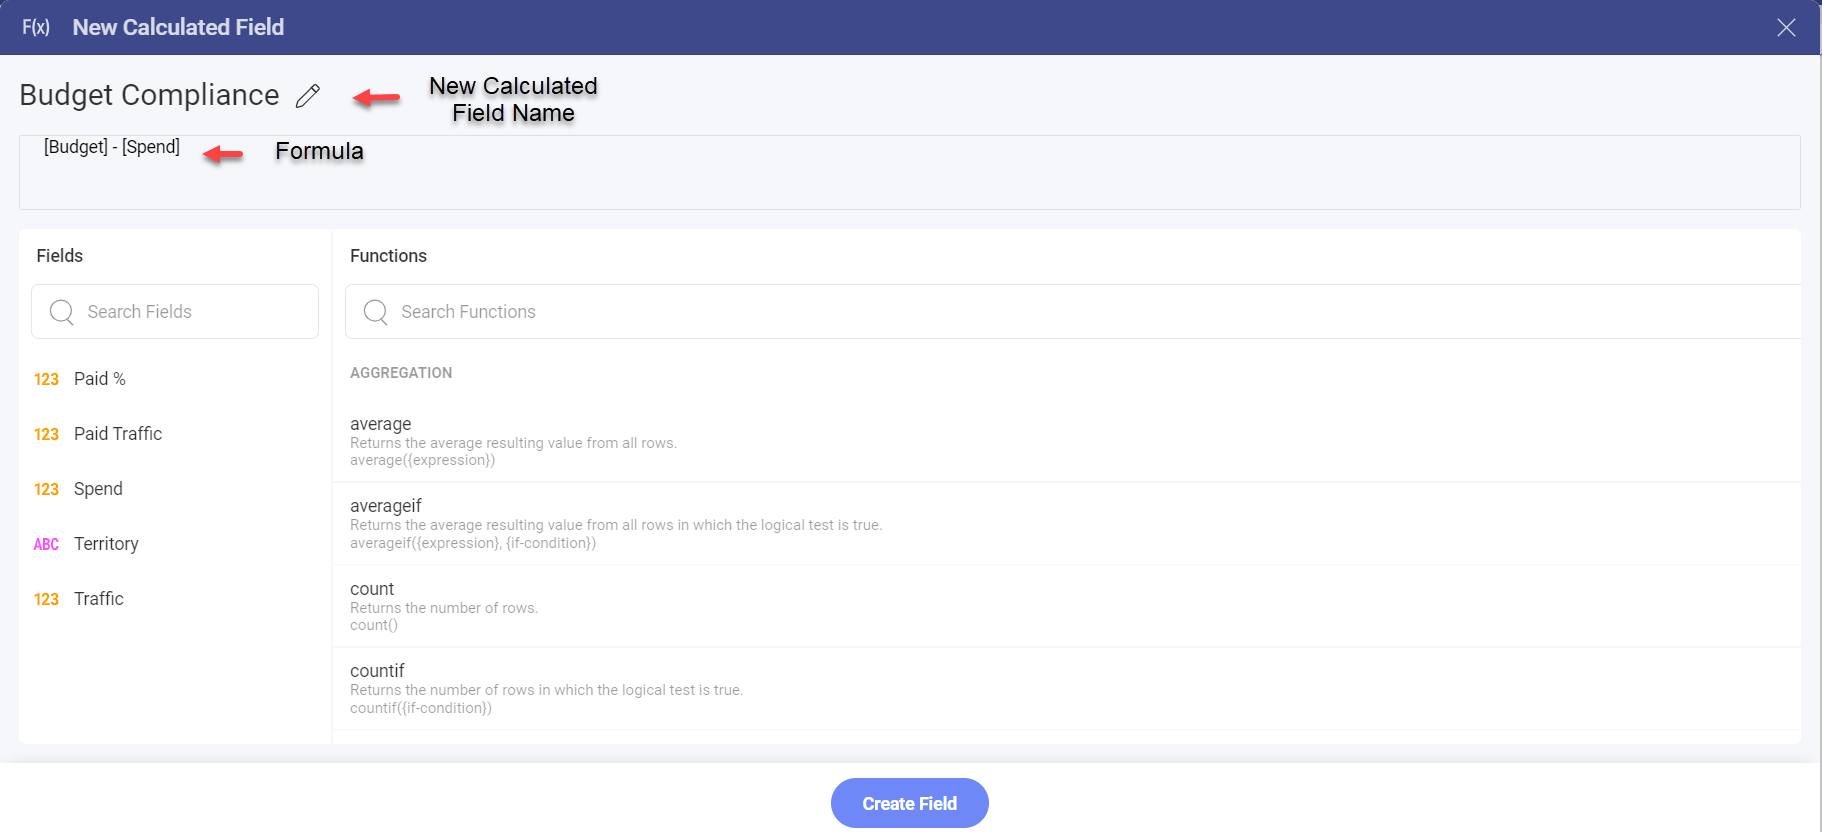 F(x) New Calculated Field
Budget Compliance
New Calculated
Field Name
[Budget] - [Spend]
Formula
Fields
Search Fields
123 Paid %
123 Paid Traffic
123 Spend
ABC Territory
123 Traffic
Functions
Search Functions
AGGREGATION
average
Returns the average resulting value from all rows.
average({expression})
averageif
Returns the average resulting value from all rows in which the logical test is true.
averageif({expression}, {if-condition})
count
Returns the number of rows.
count()
countif
Returns the number of rows in which the logical test is true.
countif({if-condition})
Create Field